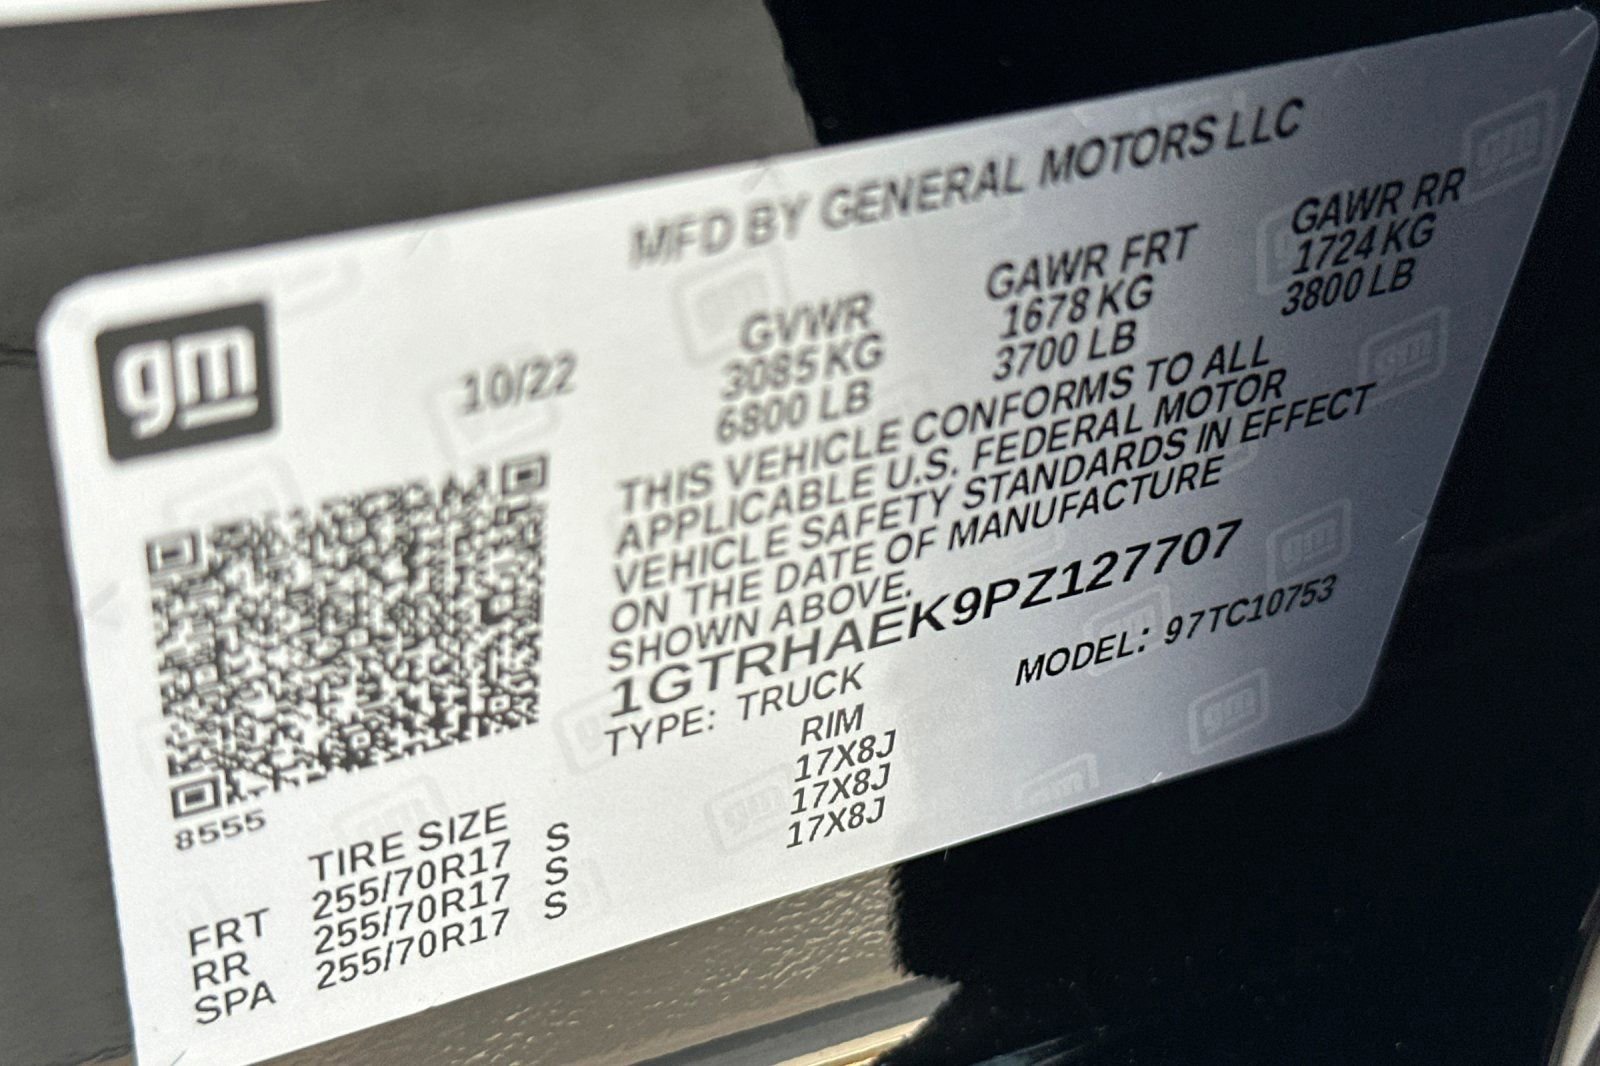 MFD BY GENERAL MOTORS LLC
gm
10/22
GVWR GAWR FRT GAWR RR
3085 KG 1678 KG 1724 KG
6800 LB 3700 LB 3800 LB
THIS VEHICLE CONFORMS TO ALL
APPLICABLE U.S. FEDERAL MOTOR
VEHICLE SAFETY STANDARDS IN EFFECT
ON THE DATE OF MANUFACTURE
SHOWN ABOVE.
1GTRHAEK9PZ127707
TYPE: TRUCK MODEL: 97TC10753
8555
TIRE SIZE RIM
FRT 255/70R17 S 17X8J
RR 255/70R17 S 17X8J
SPA 255/70R17 S 17X8J